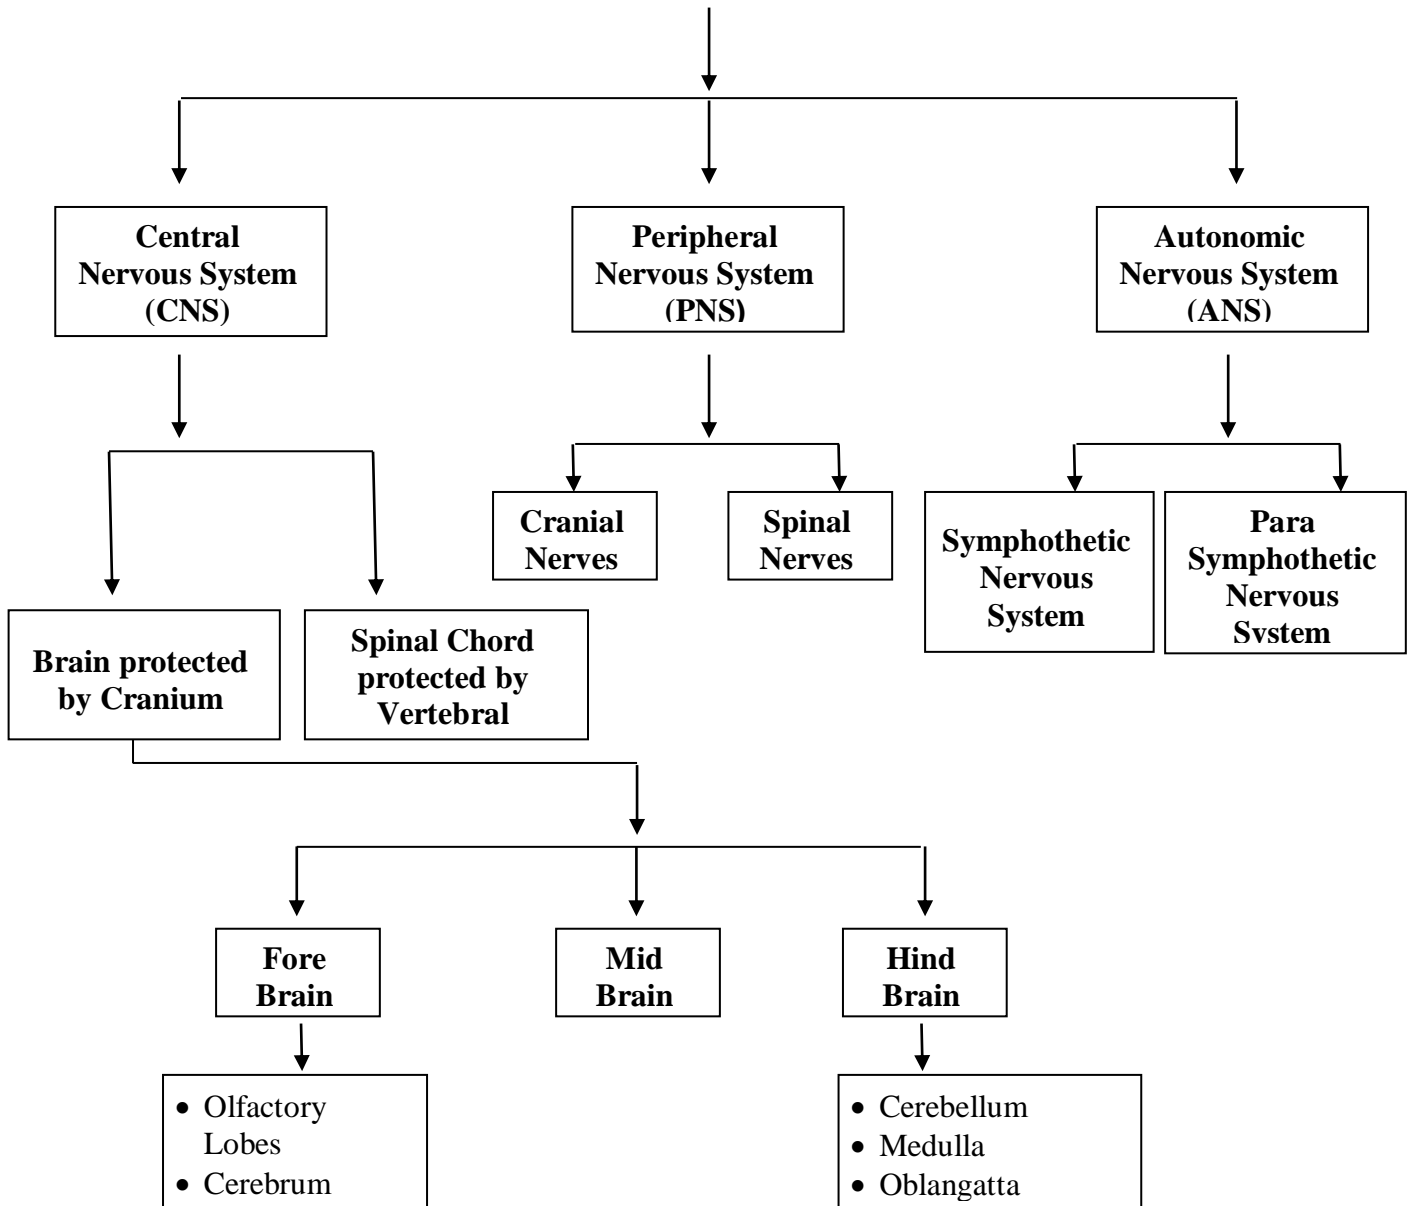 Central
Nervous System
(CNS)
Peripheral
Nervous System
(PNS)
Autonomic
Nervous System
(ANS)
Cranial
Nerves
Spinal
Nerves
Symphothetic
Nervous
System
Para
Symphothetic
Nervous
System
Brain protected
by Cranium
Spinal Chord
protected by
Vertebral
Fore
Brain
Mid
Brain
Hind
Brain
• Olfactory
Lobes
• Cerebrum
• Cerebellum
• Medulla
• Oblangatta